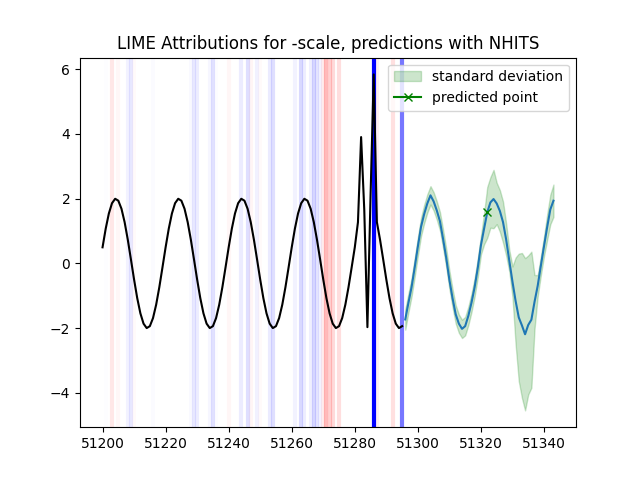 LIME Attributions for -scale, predictions with NHITS
standard deviation
predicted point
6
4
2
0
−2
−4
51200 51220 51240 51260 51280 51300 51320 51340